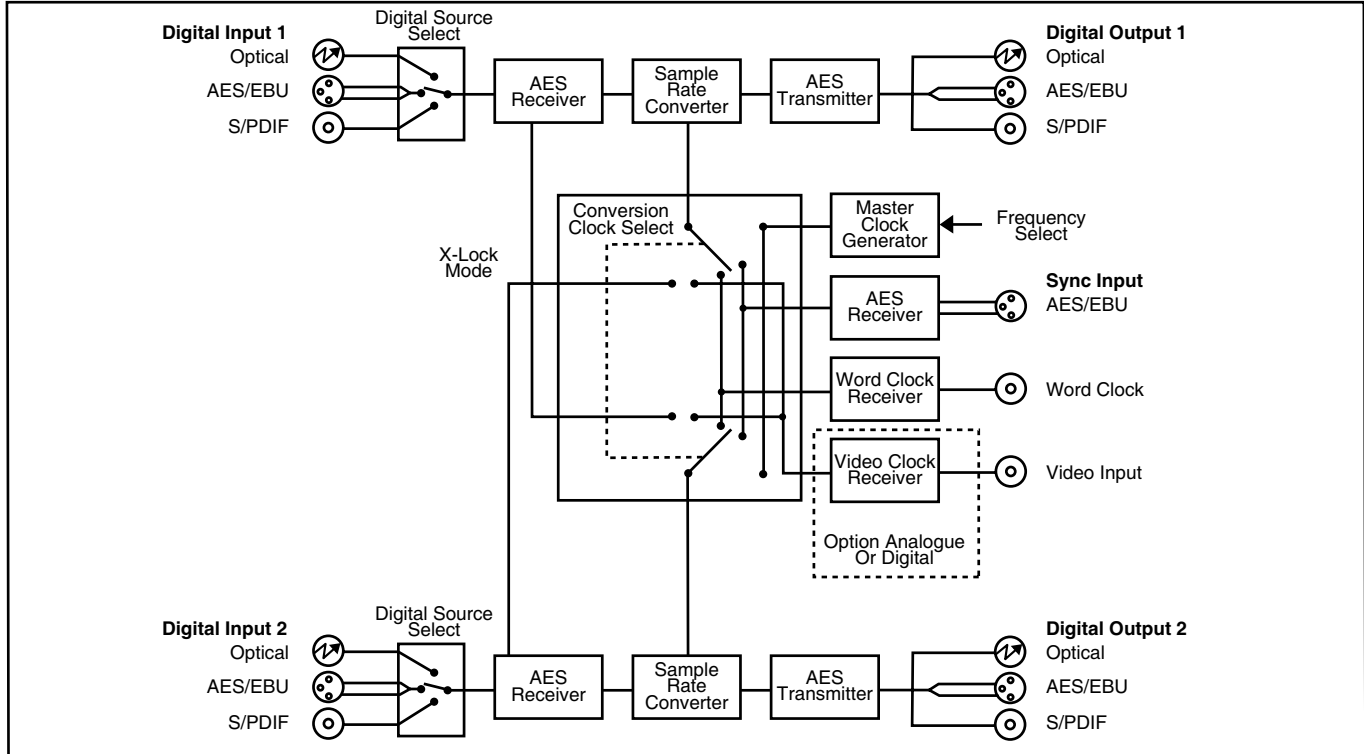 Digital Source
Select
Digital Input 1
Optical
AES/EBU
S/PDIF
AES
Receiver
Sample
Rate
Converter
AES
Transmitter
Digital Output 1
Optical
AES/EBU
S/PDIF
Conversion
Clock Select
X-Lock
Mode
Master
Clock
Generator
Frequency
Select
Sync Input
AES/EBU
AES
Receiver
Word Clock
Receiver
Word Clock
Video Clock
Receiver
Video Input
Option Analogue
Or Digital
Digital Source
Select
Digital Input 2
Optical
AES/EBU
S/PDIF
AES
Receiver
Sample
Rate
Converter
AES
Transmitter
Digital Output 2
Optical
AES/EBU
S/PDIF